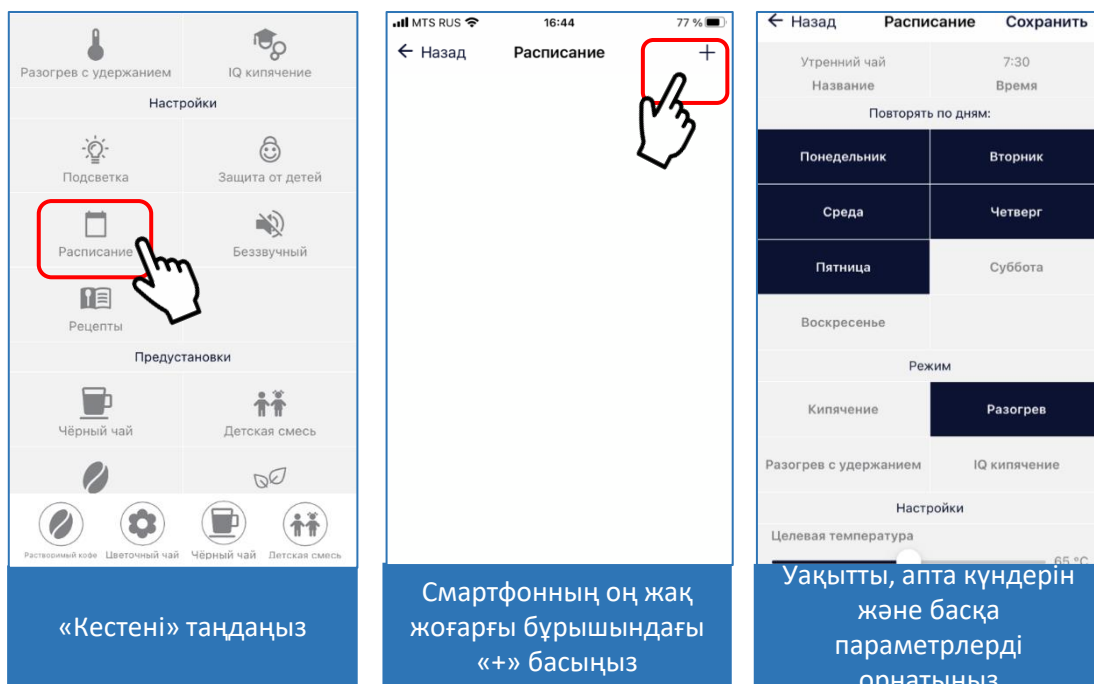 Разогрев с удержанием
IQ кипячение
Настройки
Подсветка
Защита от детей
Расписание
Беззвучный
Рецепты
Предустановки
Чёрный чай
Детская смесь
Растворимый кофе
Цветочный чай
Чёрный чай
Детская смесь
«Кестені» таңдаңыз
MTS RUS
16:44
77 %
← Назад
Расписание
+
Смартфонның оң жақ
жоғарғы бұрышындағы
«+» басыңыз
← Назад
Расписание
Сохранить
Утренний чай
7:30
Название
Время
Повторять по дням:
Понедельник
Вторник
Среда
Четверг
Пятница
Суббота
Воскресенье
Режим
Кипячение
Разогрев
Разогрев с удержанием
IQ кипячение
Настройки
Целевая температура
65 °C
Уақытты, апта күндерін
және басқа
параметрлерді
орнатыңыз